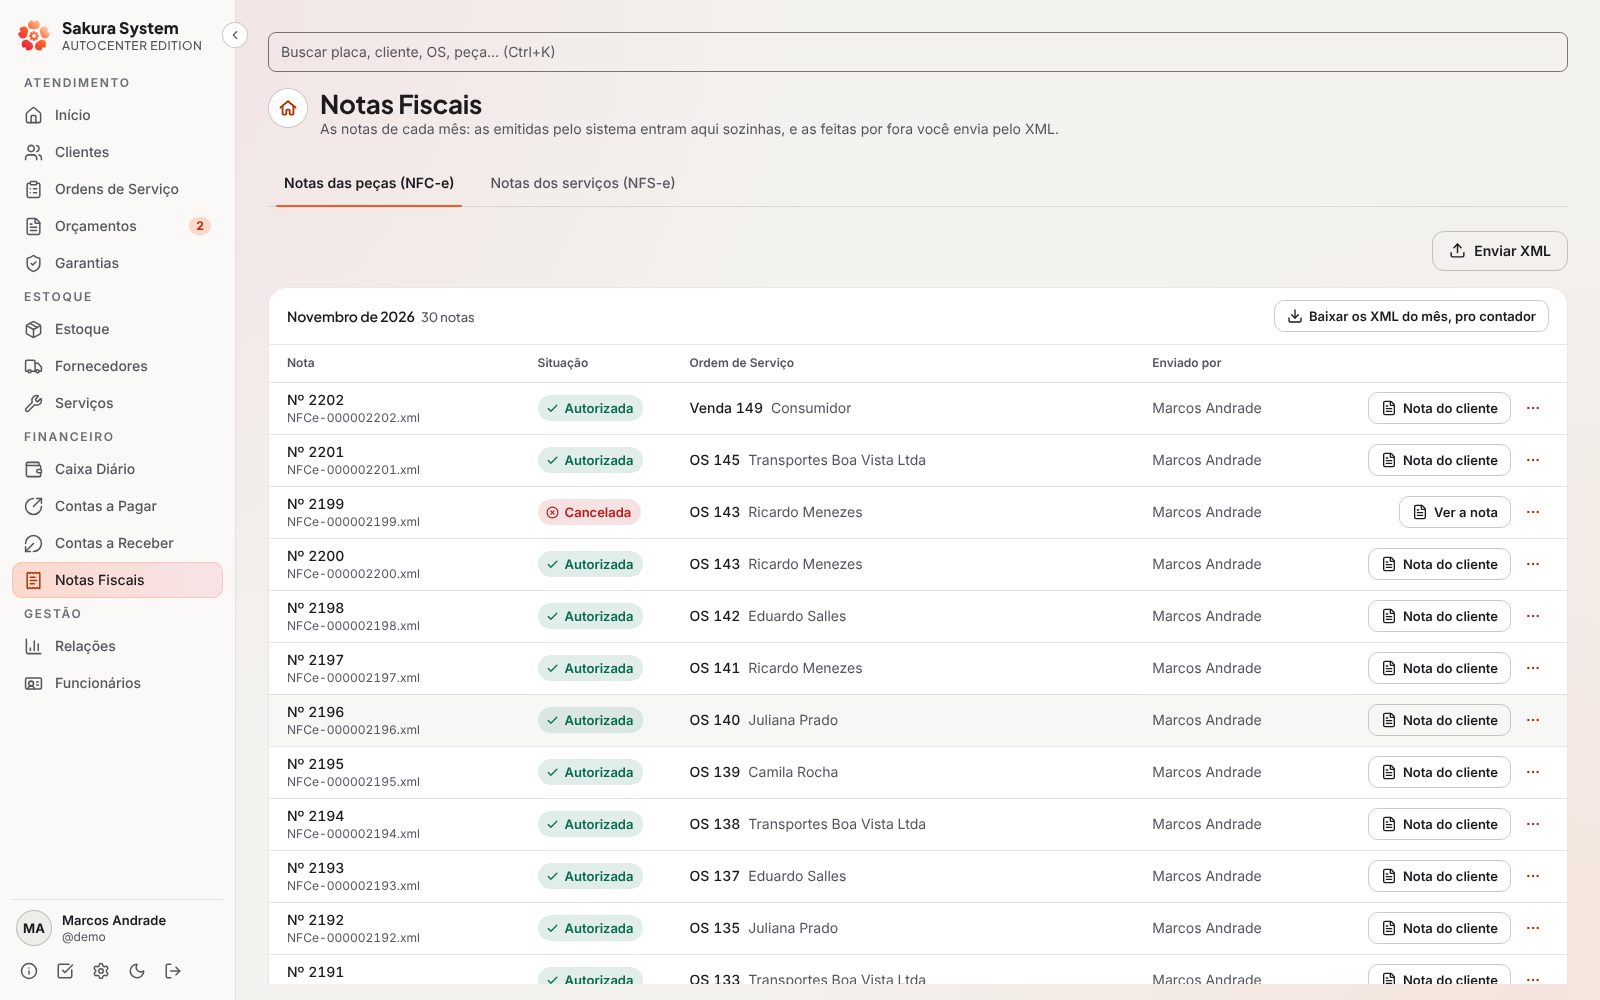 Sakura System
AUTOCENTER EDITION
ATENDIMENTO
Início
Clientes
Ordens de Serviço
Orçamentos 2
Garantias
ESTOQUE
Estoque
Fornecedores
Serviços
FINANCEIRO
Caixa Diário
Contas a Pagar
Contas a Receber
Notas Fiscais
GESTÃO
Relações
Funcionários
MA
Marcos Andrade
@demo
Buscar placa, cliente, OS, peça... (Ctrl+K)
Notas Fiscais
As notas de cada mês: as emitidas pelo sistema entram aqui sozinhas, e as feitas por fora você envia pelo XML.
Notas das peças (NFC-e) Notas dos serviços (NFS-e)
Enviar XML
Novembro de 2026 30 notas Baixar os XML do mês, pro contador
Nota Situação Ordem de Serviço Enviado por
Nº 2202
NFCe-000002202.xml
Autorizada Venda 149 Consumidor Marcos Andrade Nota do cliente
Nº 2201
NFCe-000002201.xml
Autorizada OS 145 Transportes Boa Vista Ltda Marcos Andrade Nota do cliente
Nº 2199
NFCe-000002199.xml
Cancelada OS 143 Ricardo Menezes Marcos Andrade Ver a nota
Nº 2200
NFCe-000002200.xml
Autorizada OS 143 Ricardo Menezes Marcos Andrade Nota do cliente
Nº 2198
NFCe-000002198.xml
Autorizada OS 142 Eduardo Salles Marcos Andrade Nota do cliente
Nº 2197
NFCe-000002197.xml
Autorizada OS 141 Ricardo Menezes Marcos Andrade Nota do cliente
Nº 2196
NFCe-000002196.xml
Autorizada OS 140 Juliana Prado Marcos Andrade Nota do cliente
Nº 2195
NFCe-000002195.xml
Autorizada OS 139 Camila Rocha Marcos Andrade Nota do cliente
Nº 2194
NFCe-000002194.xml
Autorizada OS 138 Transportes Boa Vista Ltda Marcos Andrade Nota do cliente
Nº 2193
NFCe-000002193.xml
Autorizada OS 137 Eduardo Salles Marcos Andrade Nota do cliente
Nº 2192
NFCe-000002192.xml
Autorizada OS 135 Juliana Prado Marcos Andrade Nota do cliente
Nº 2191
Autorizada OS 133 Transportes Boa Vista Ltda Marcos Andrade Nota do cliente